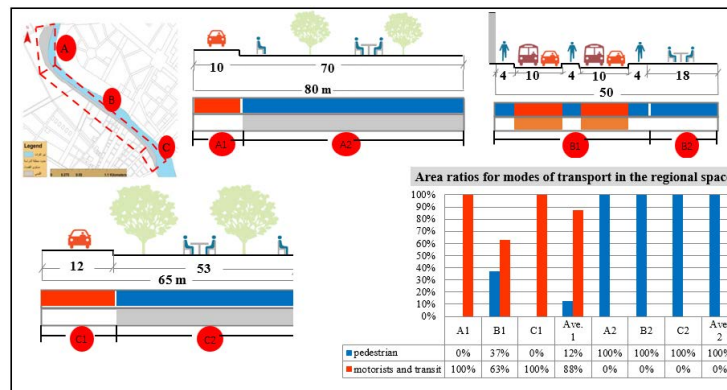 A
B
C
Legend
10
70
80 m
A1
A2
4
10
4
10
4
18
50
B1
B2
12
53
65 m
C1
C2
Area ratios for modes of transport in the regional space
100%
90%
80%
70%
60%
50%
40%
30%
20%
10%
0%
A1 B1 C1 Ave. 1 A2 B2 C2 Ave. 2
pedestrian 0% 37% 0% 12% 100% 100% 100% 100%
motorists and transit 100% 63% 100% 88% 0% 0% 0% 0%